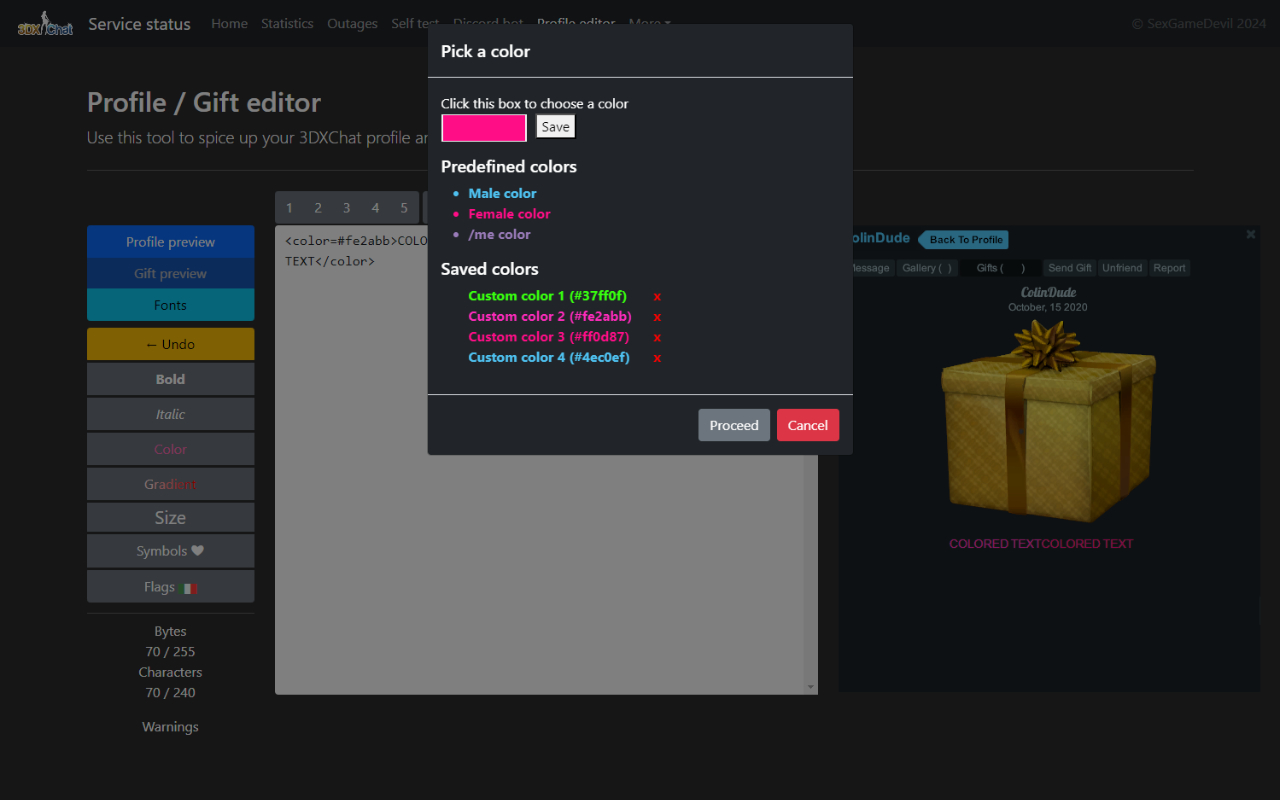 3DXChat Service status Home Statistics Outages Self test Discord bot Profile editor More © SexGameDevil 2024
Pick a color
Click this box to choose a color
Save
Predefined colors
• Male color
• Female color
• /me color
Saved colors
Custom color 1 (#37ff0f) x
Custom color 2 (#fe2abb) x
Custom color 3 (#ff0d87) x
Custom color 4 (#4ec0ef) x
Proceed Cancel
Profile / Gift editor
Use this tool to spice up your 3DXChat profile
1 2 3 4 5
Profile preview
Gift preview
Fonts
← Undo
Bold
Italic
Color
Gradient
Size
Symbols ♥
Flags
Bytes
70 / 255
Characters
70 / 240
Warnings
<color=#fe2abb>COLO
TEXT</color>
olinDude Back To Profile
essage Gallery ( ) Gifts ( ) Send Gift Unfriend Report
ColinDude
October, 15 2020
COLORED TEXTCOLORED TEXT